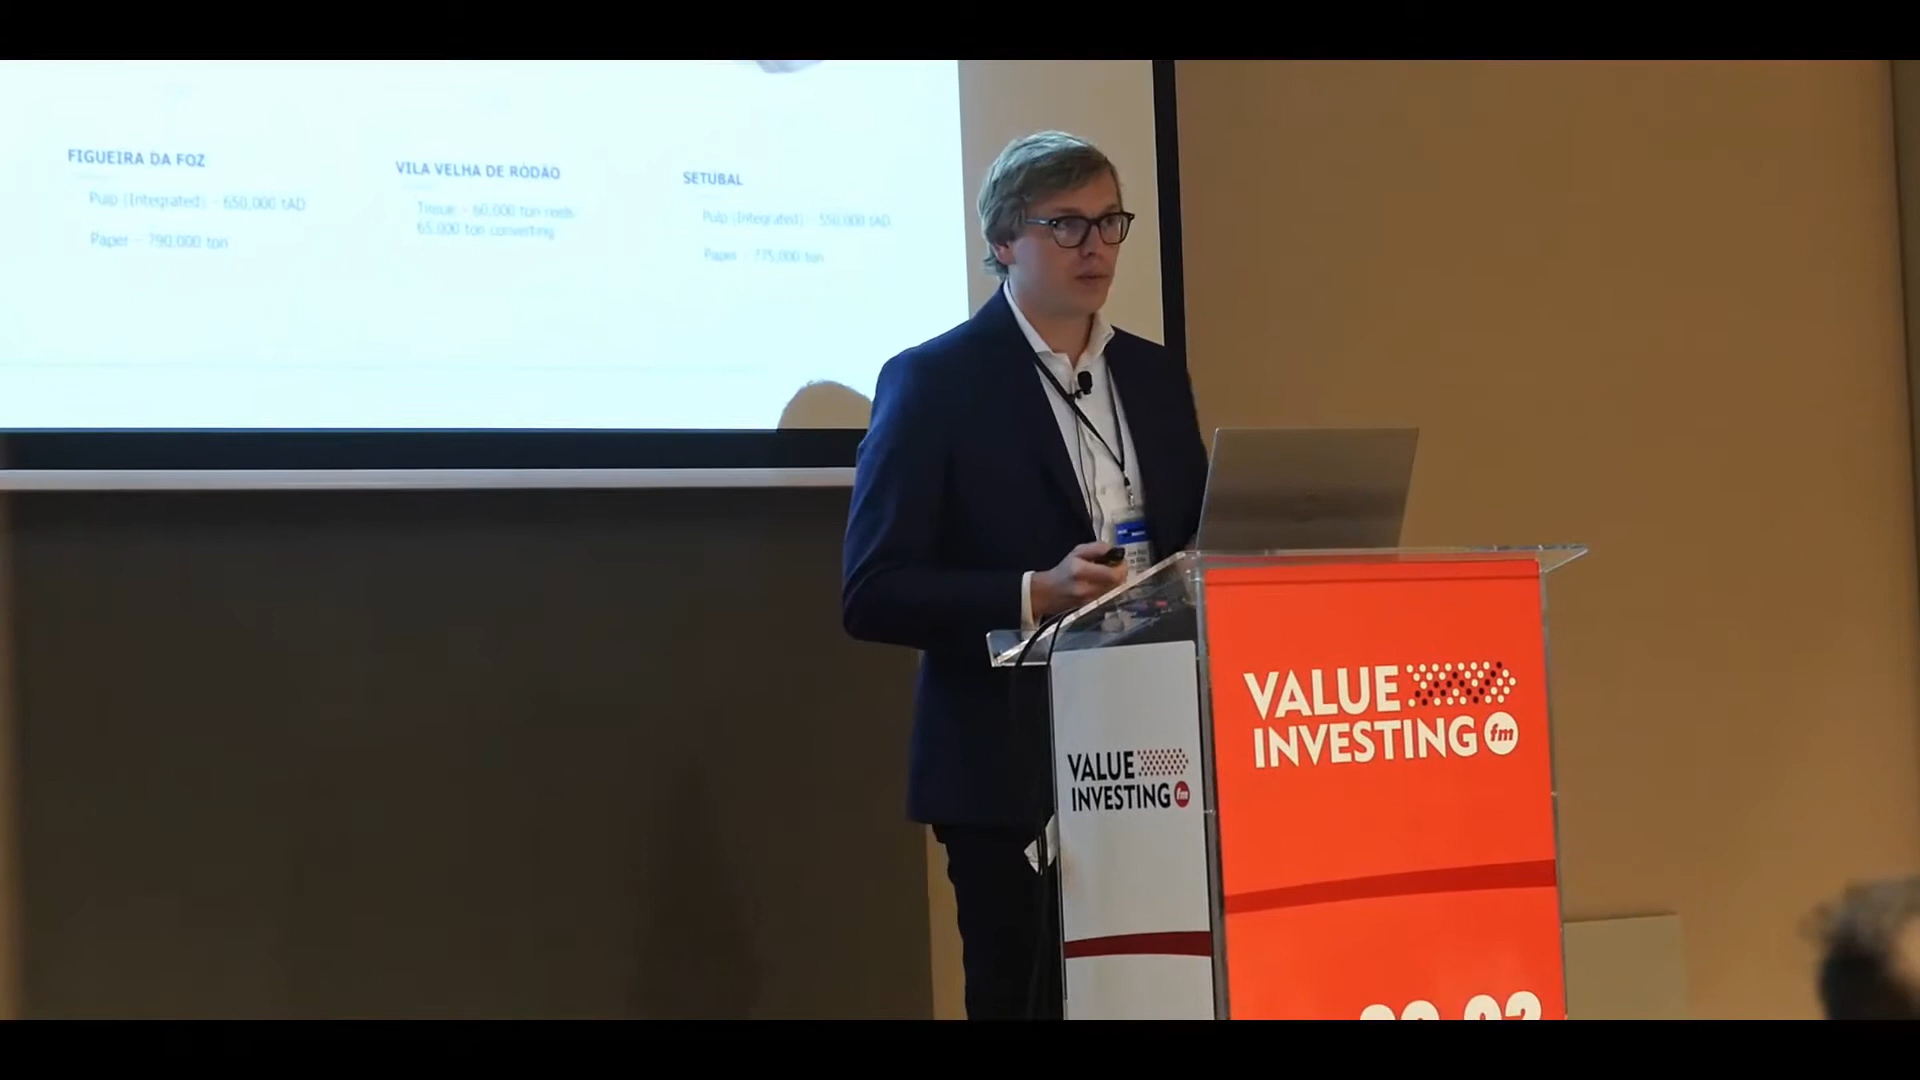 FIGUEIRA DA FOZ
Pulp (Integrated) - 650,000 tAD
Paper - 790,000 ton
VILA VELHA DE RÓDÃO
Tissue - 60,000 ton reels
65,000 ton converting
SETUBAL
Pulp (Integrated) - 550,000 tAD
Paper - 775,000 ton
VALUE
INVESTING fm
VALUE
INVESTING fm